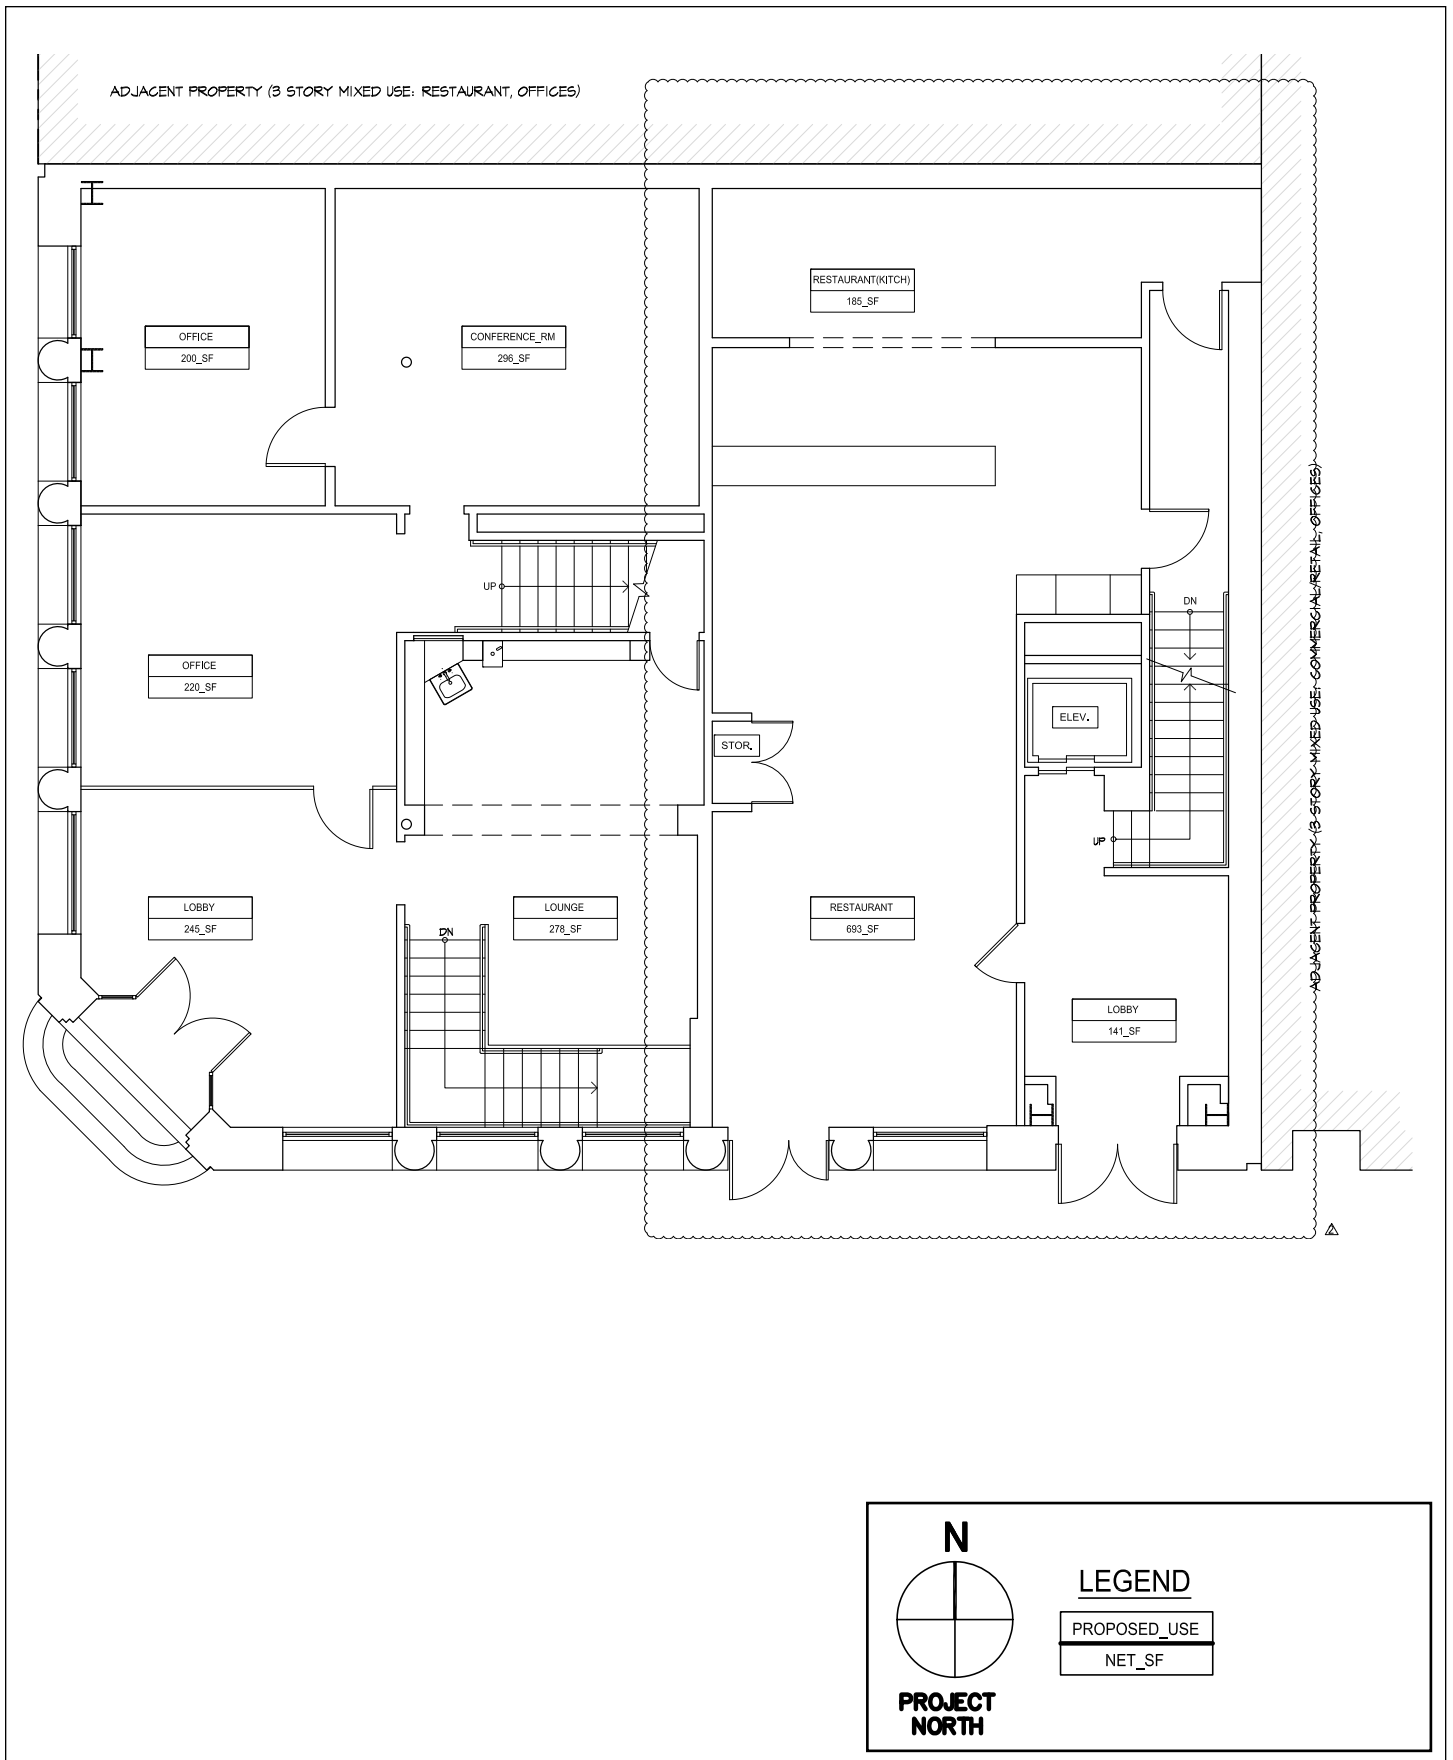 ADJACENT PROPERTY (3 STORY MIXED USE: RESTAURANT, OFFICES)
RESTAURANT(KITCH)
185_SF
OFFICE
200_SF
CONFERENCE_RM
296_SF
ADJACENT PROPERTY (3 STORY MIXED USE: COMMERCIAL/RETAIL, OFFICES)
UP
DN
OFFICE
220_SF
ELEV.
STOR.
UP
LOBBY
245_SF
LOUNGE
278_SF
RESTAURANT
693_SF
DN
LOBBY
141_SF
2
N
PROJECT
NORTH
LEGEND
PROPOSED_USE
NET_SF